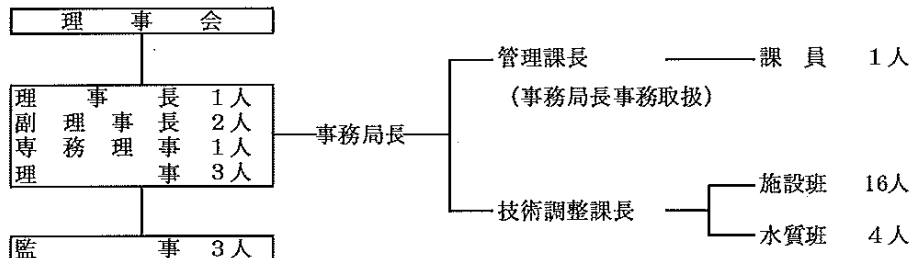 理事会
理事長 1人
副理事長 2人
専務理事 1人
理事 3人
監事 3人
事務局長
管理課長
(事務局長事務取扱)
課員 1人
技術調整課長
施設班 16人
水質班 4人